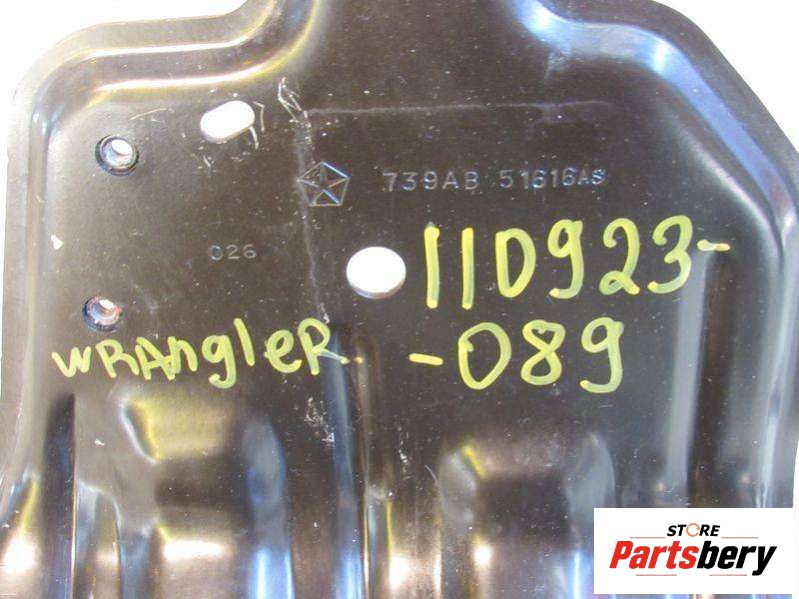 739AB 51616AS
026
110923-
-089
WRAngleR
STORE
Partsbery